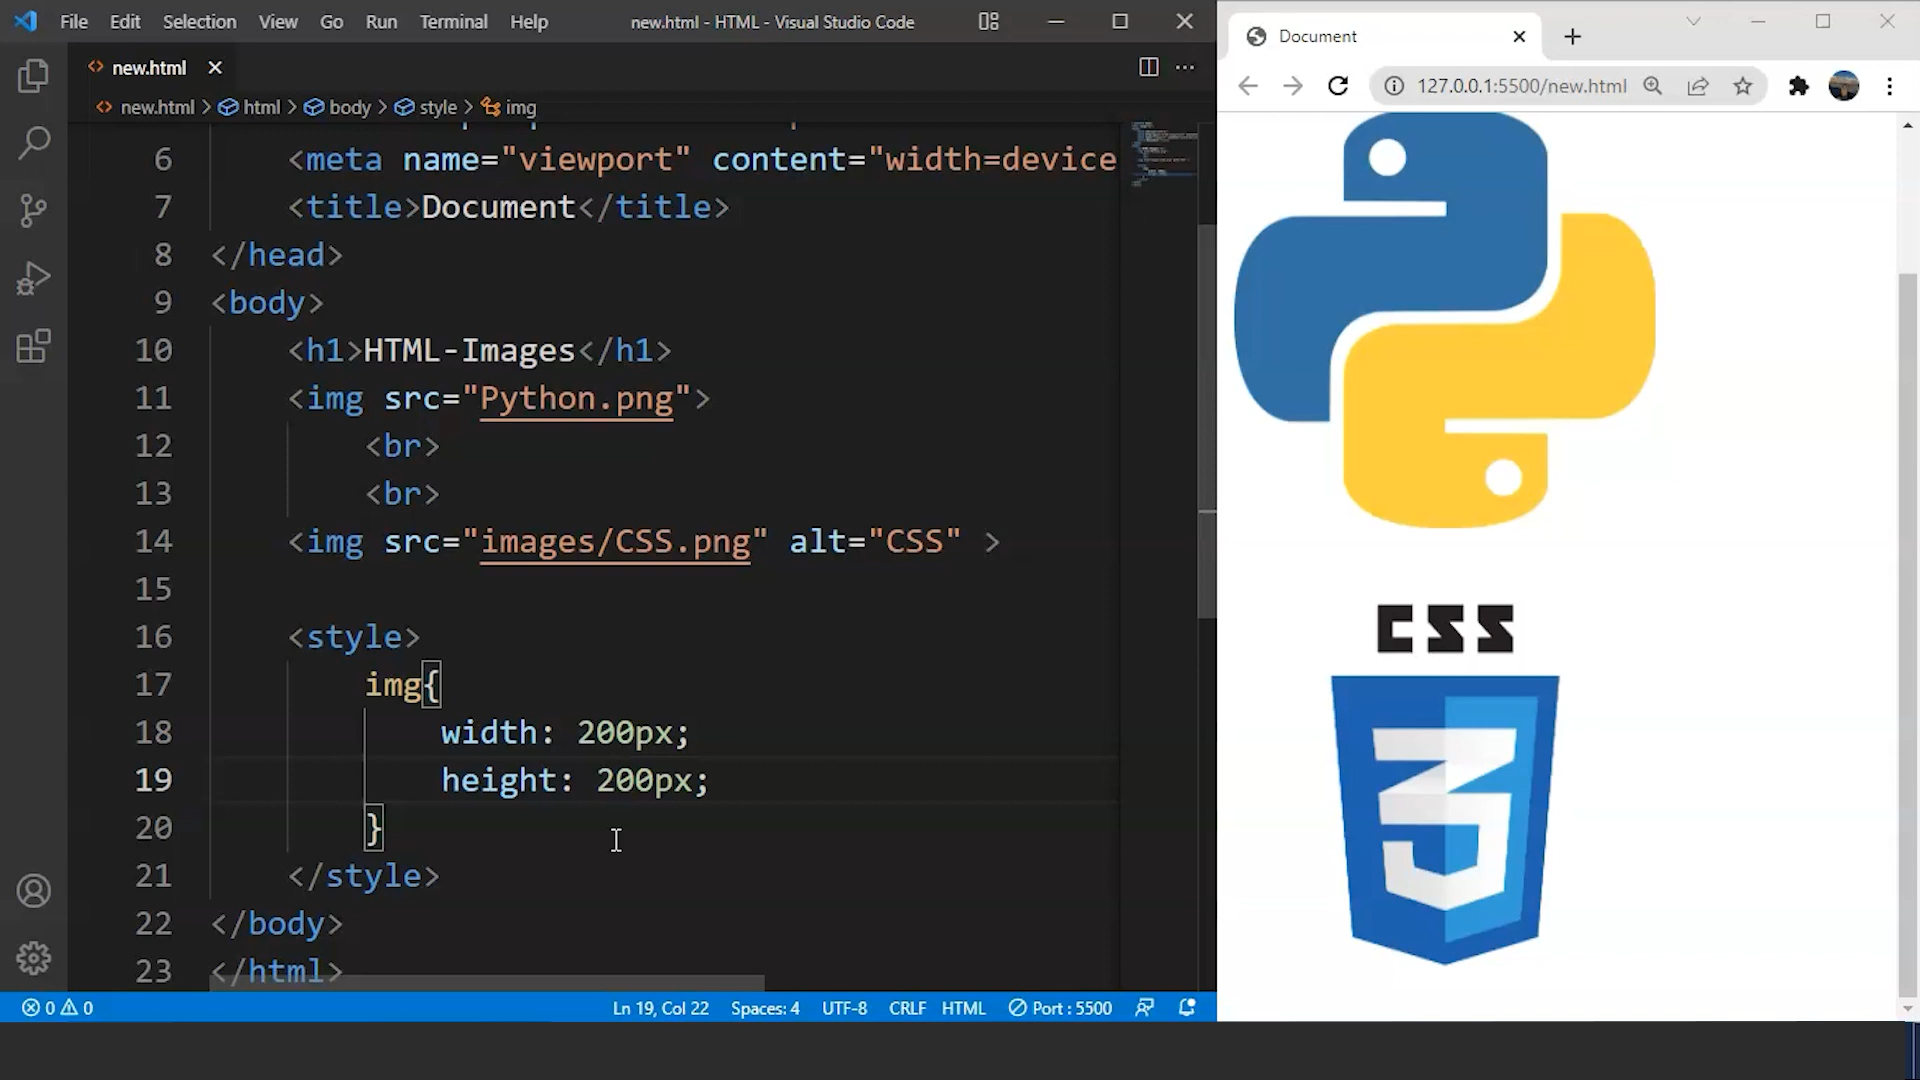 File Edit Selection View Go Run Terminal Help new.html - HTML - Visual Studio Code
new.html
new.html > html > body > style > img
6 <meta name="viewport" content="width=device
7 <title>Document</title>
8 </head>
9 <body>
10 <h1>HTML-Images</h1>
11 <img src="Python.png">
12 <br>
13 <br>
14 <img src="images/CSS.png" alt="CSS" >
15
16 <style>
17 img{
18 width: 200px;
19 height: 200px;
20 }
21 </style>
22 </body>
23 </html>
0 0 Ln 19, Col 22 Spaces: 4 UTF-8 CRLF HTML Port : 5500
Document
127.0.0.1:5500/new.html
CSS
3